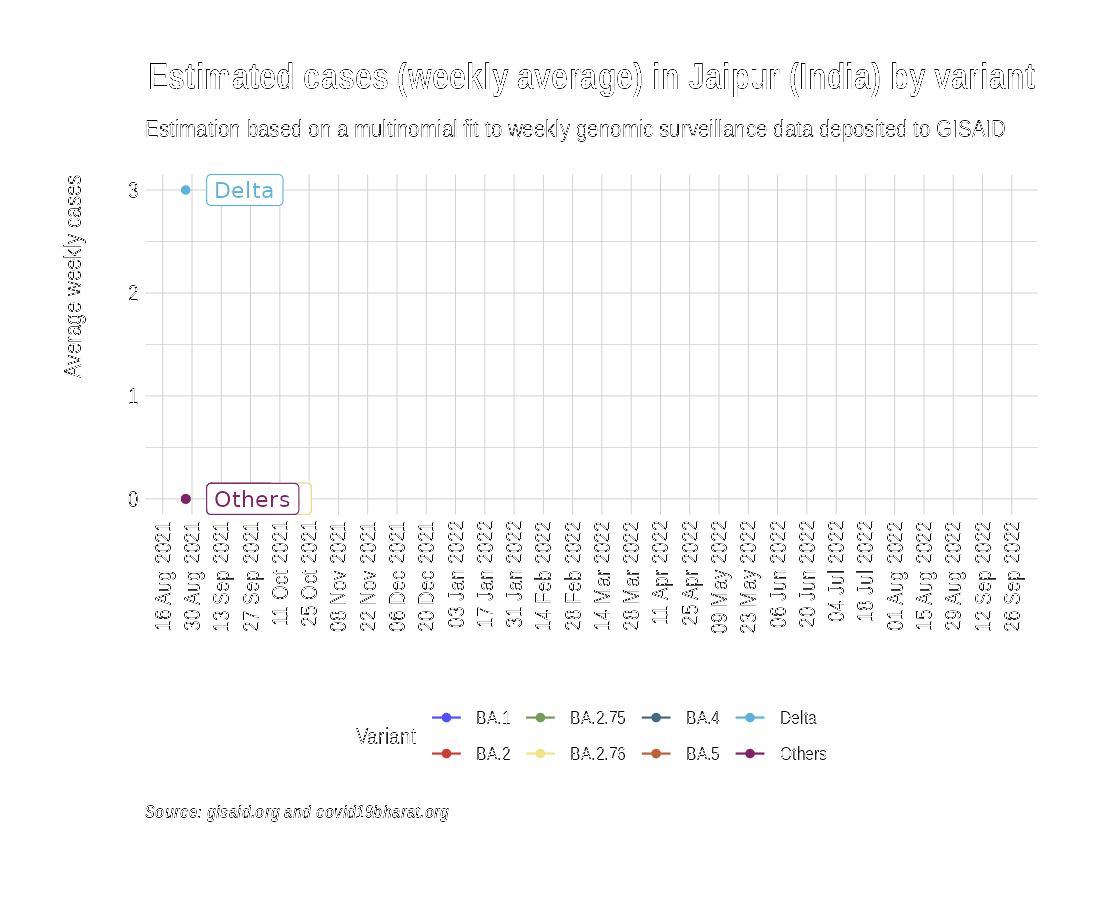 Estimated cases (weekly average) in Jaipur (India) by variant
Estimation based on a multinomial fit to weekly genomic surveillance data deposited to GISAID
Average weekly cases
3
2
1
0
Delta
Others
16 Aug 2021
30 Aug 2021
13 Sep 2021
27 Sep 2021
11 Oct 2021
25 Oct 2021
08 Nov 2021
22 Nov 2021
06 Dec 2021
20 Dec 2021
03 Jan 2022
17 Jan 2022
31 Jan 2022
14 Feb 2022
28 Feb 2022
14 Mar 2022
28 Mar 2022
11 Apr 2022
25 Apr 2022
09 May 2022
23 May 2022
06 Jun 2022
20 Jun 2022
04 Jul 2022
18 Jul 2022
01 Aug 2022
15 Aug 2022
29 Aug 2022
12 Sep 2022
26 Sep 2022
Variant
BA.1 BA.2.75 BA.4 Delta
BA.2 BA.2.76 BA.5 Others
Source: gisaid.org and covid19bharat.org